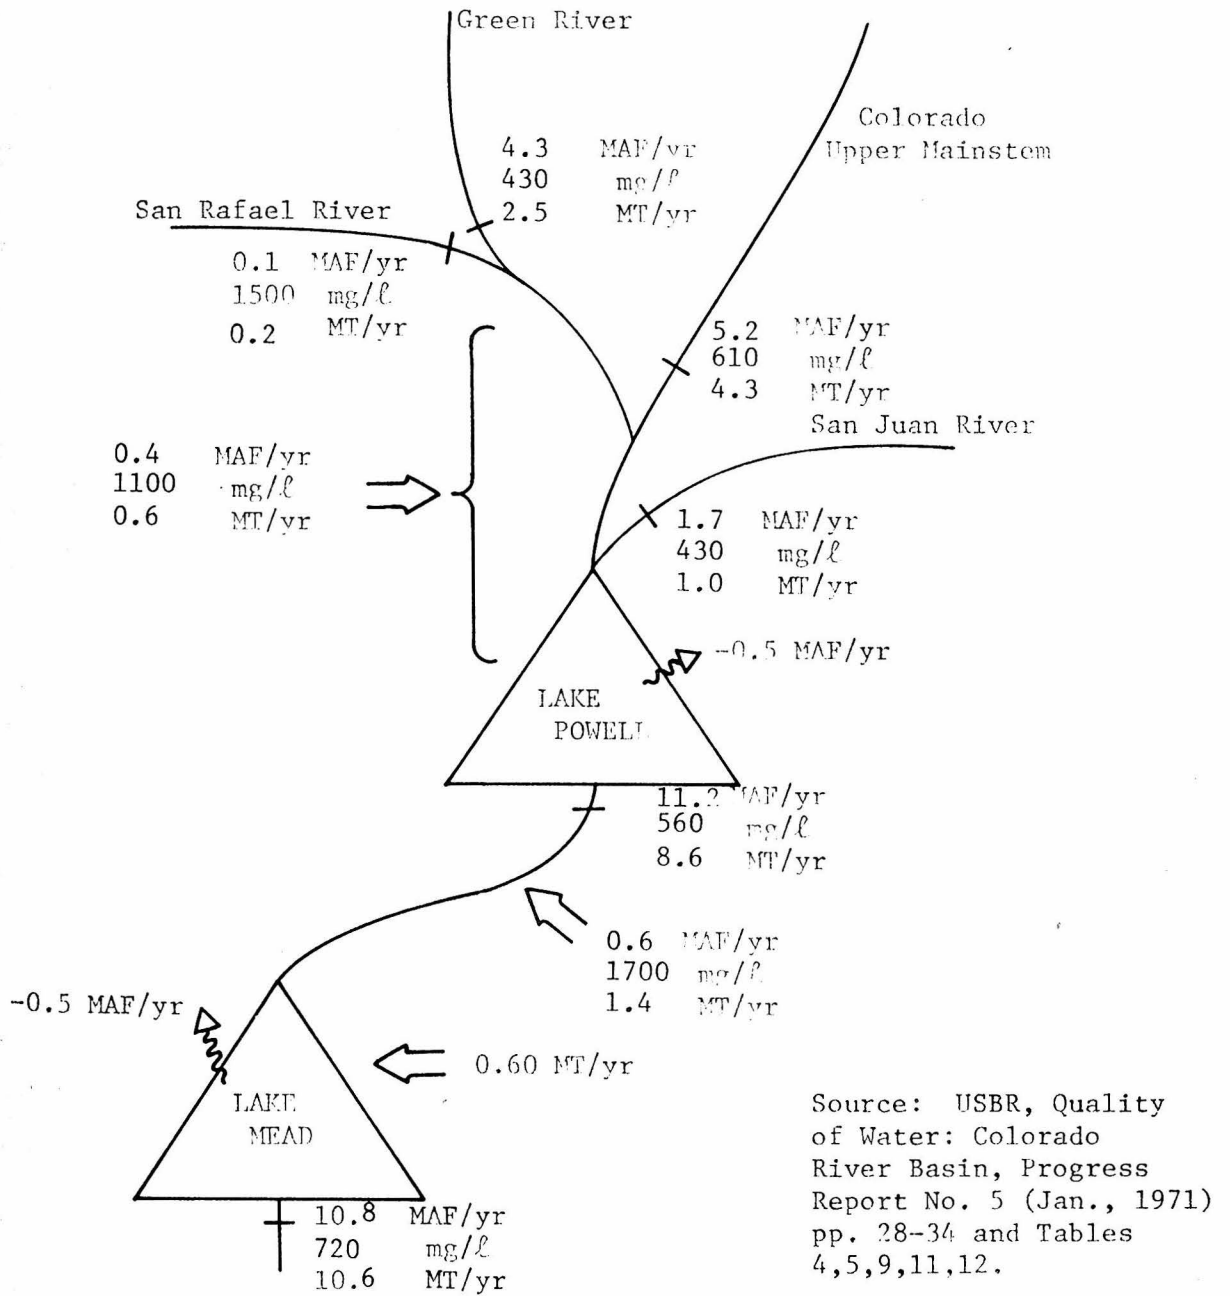 Green River
Colorado
Upper Mainstem
4.3 MAF/yr
430 mg/ℓ
2.5 MT/yr
San Rafael River
0.1 MAF/yr
1500 mg/ℓ
0.2 MT/yr
5.2 MAF/yr
610 mg/ℓ
4.3 MT/yr
San Juan River
0.4 MAF/yr
1100 mg/ℓ
0.6 MT/yr
1.7 MAF/yr
430 mg/ℓ
1.0 MT/yr
-0.5 MAF/yr
LAKE
POWELL
11.2 MAF/yr
560 mg/ℓ
8.6 MT/yr
0.6 MAF/yr
1700 mg/ℓ
1.4 MT/yr
-0.5 MAF/yr
0.60 MT/yr
LAKE
MEAD
10.8 MAF/yr
720 mg/ℓ
10.6 MT/yr
Source: USBR, Quality
of Water: Colorado
River Basin, Progress
Report No. 5 (Jan., 1971)
pp. 28-34 and Tables
4,5,9,11,12.